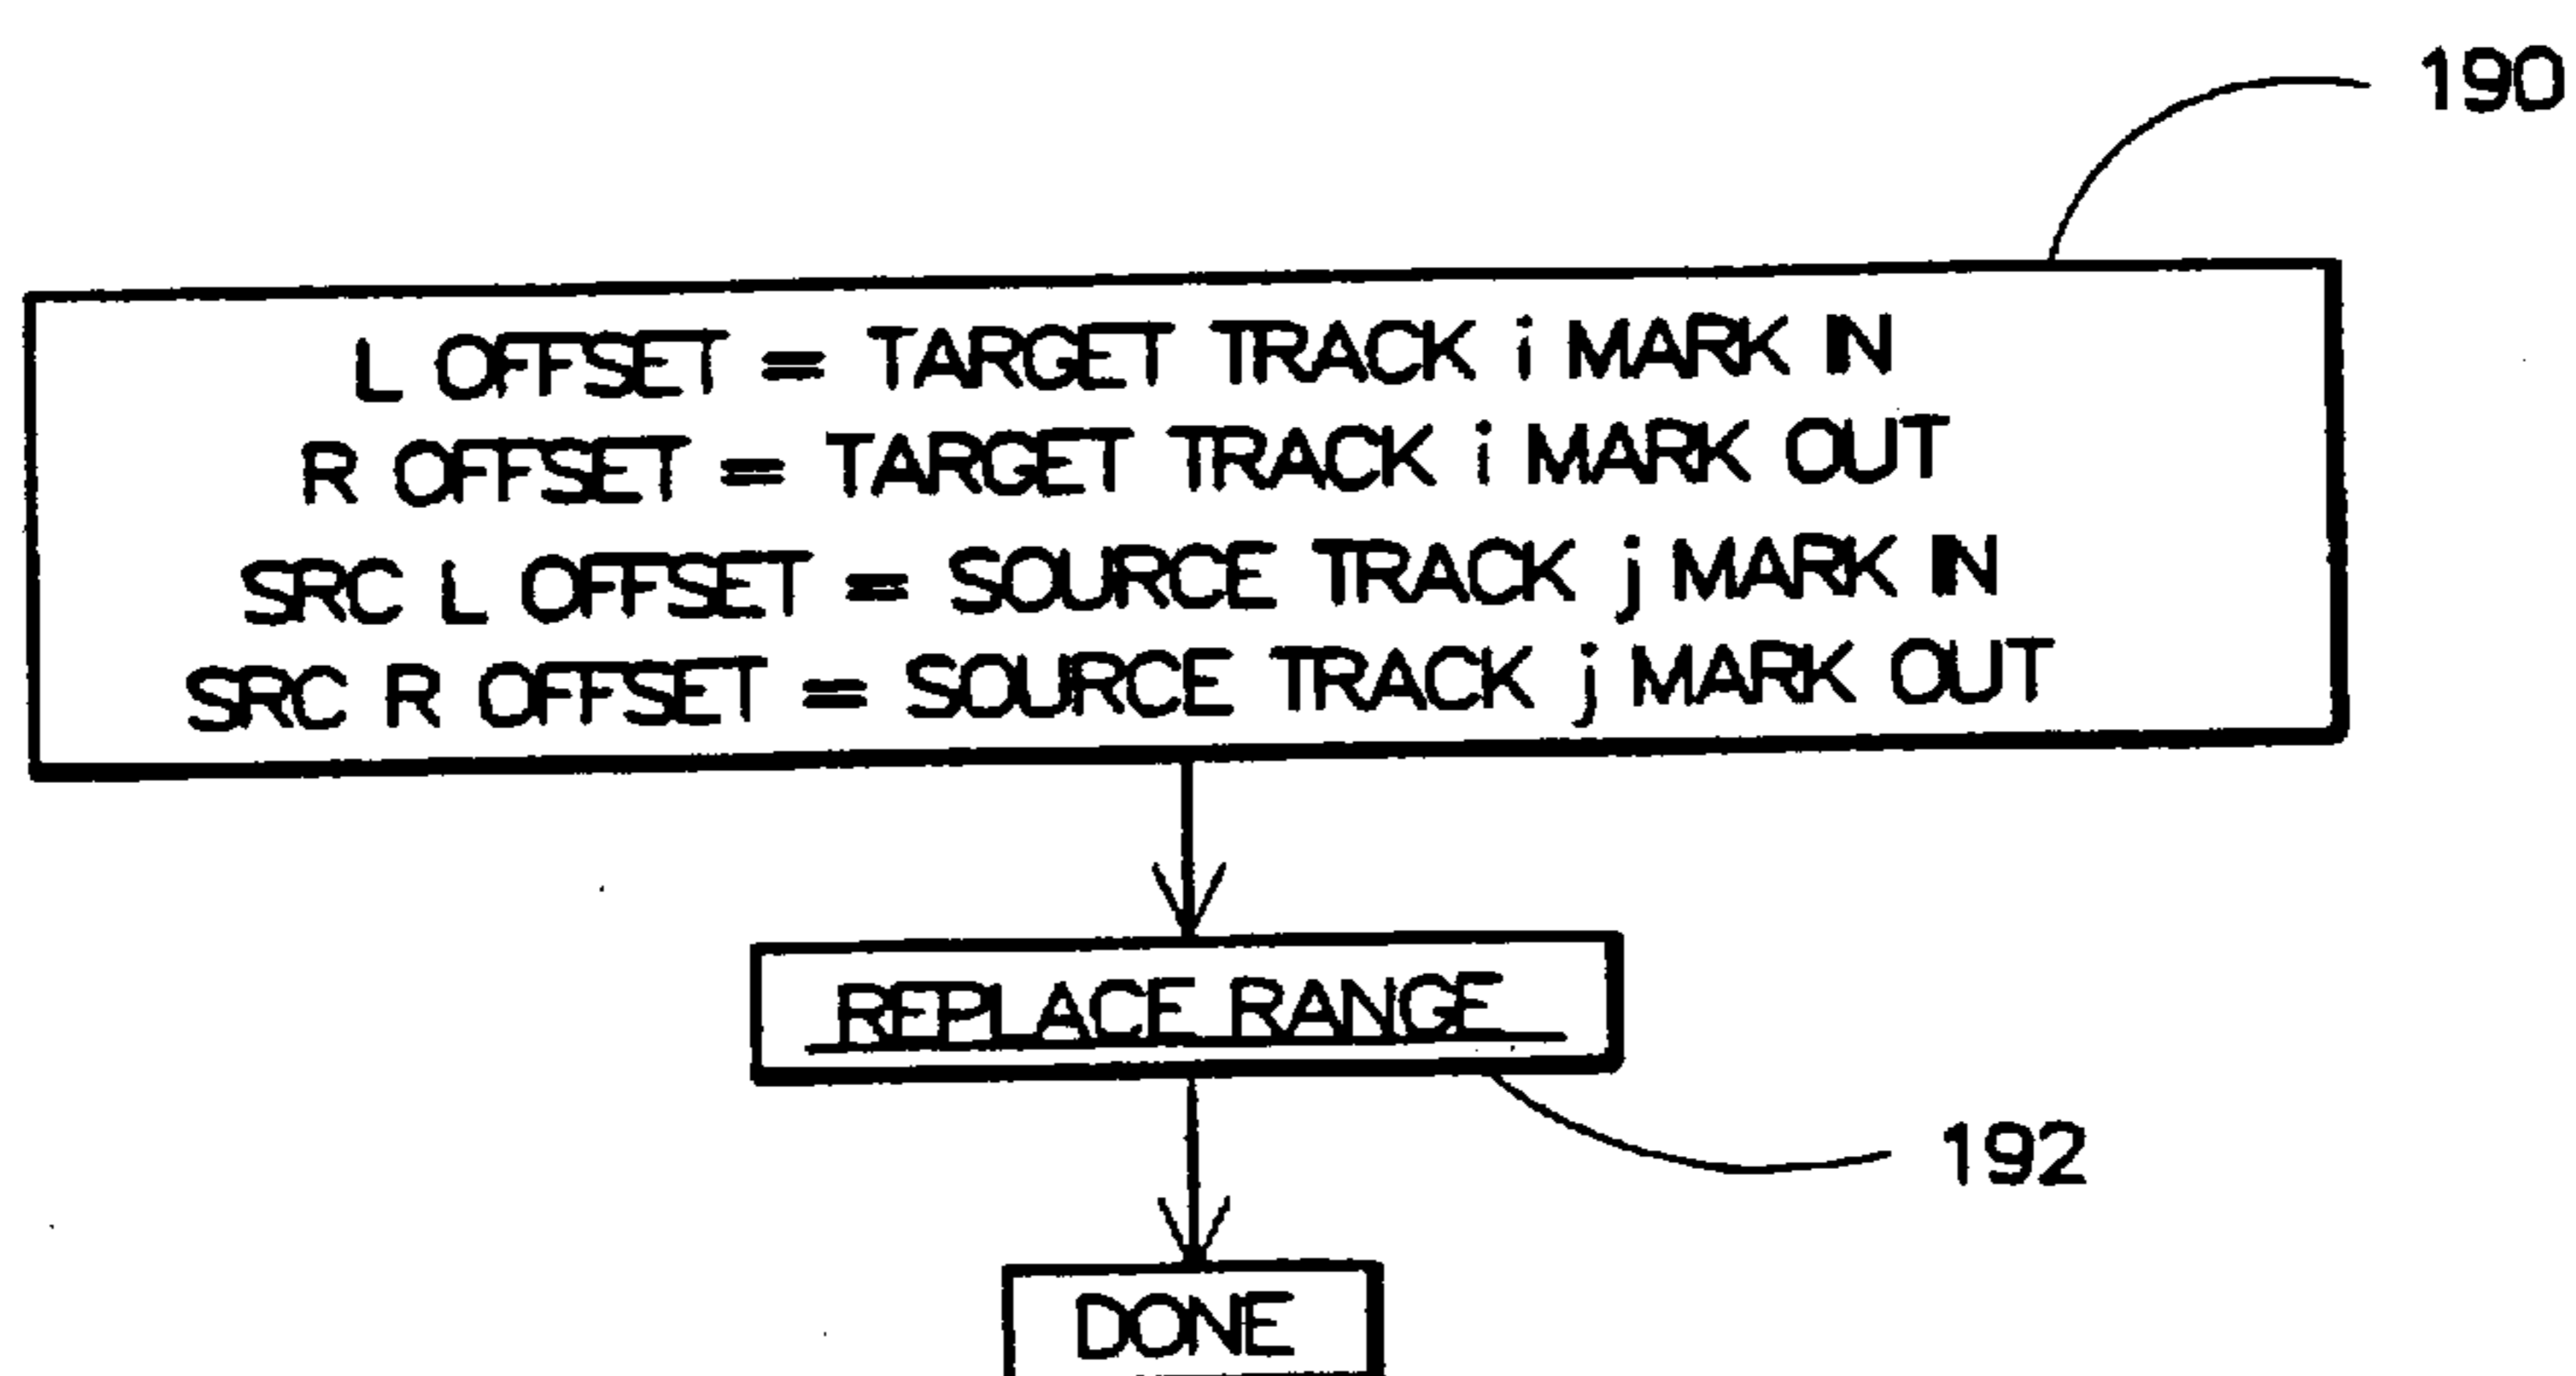 190
L OFFSET = TARGET TRACK i MARK IN
R OFFSET = TARGET TRACK i MARK OUT
SRC L OFFSET = SOURCE TRACK j MARK IN
SRC R OFFSET = SOURCE TRACK j MARK OUT
REPLACE RANGE
192
DONE